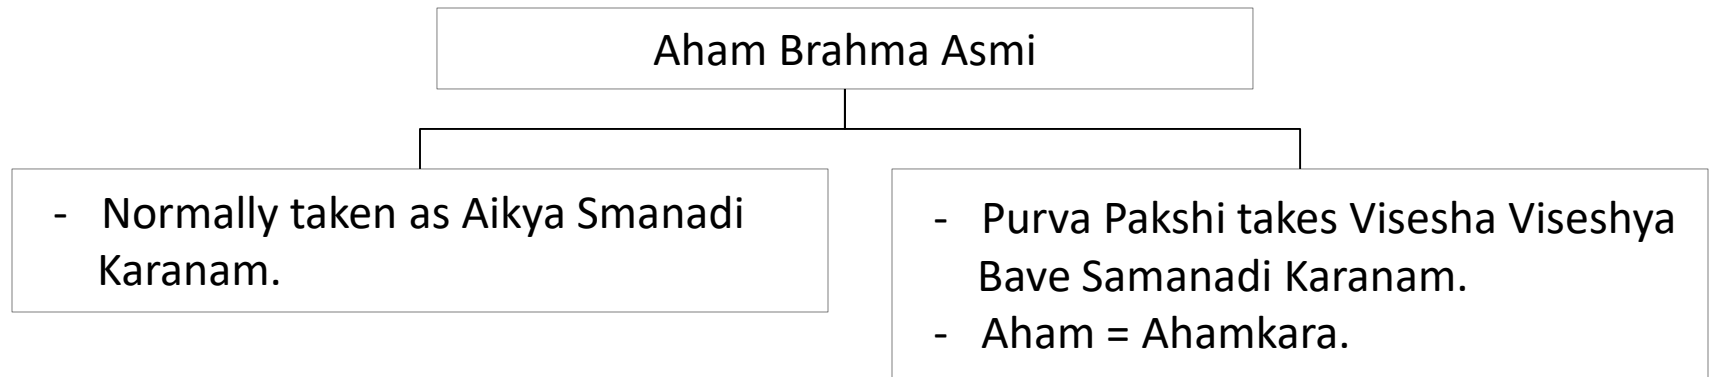 Aham Brahma Asmi
- Normally taken as Aikya Smanadi
Karanam.
- Purva Pakshi takes Visesha Viseshya
Bave Samanadi Karanam.
- Aham = Ahamkara.